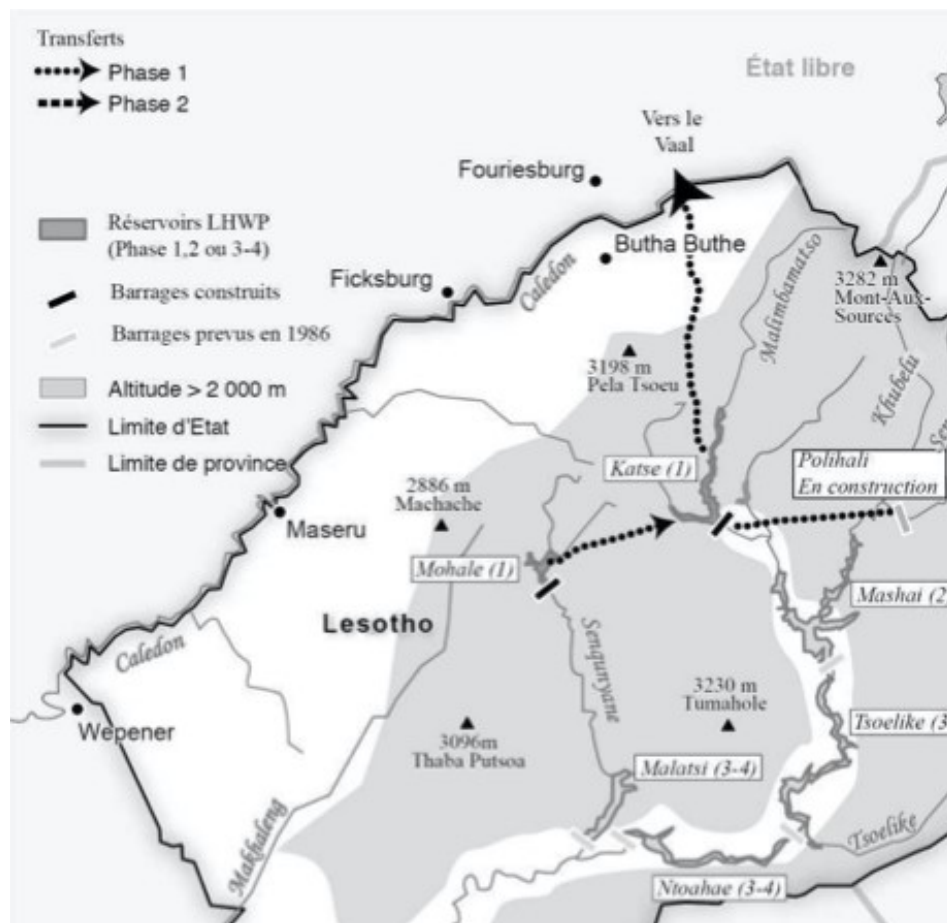 Transferts
Phase 1
Phase 2
État libre
Vers le
Vaal
Fouriesburg
Réservoirs LHWP
(Phase 1,2 ou 3-4)
Butha Buthe
Malimbamatso
Barrages construits
Ficksburg
Caledon
3282 m
Mont-Aux-
Sources
Barrages prevus en 1986
3198 m
Pela Tsoeu
Khubelu
Altitude > 2 000 m
Limite d'Etat
Limite de province
Katse (1)
Polihali
En construction
2886 m
Machache
Maseru
Mohale (1)
Mashai (2
Lesotho
Senqunyane
Caledon
3230 m
Tumahole
Wepener
3096m
Thaba Putsoa
Tsoelike (3
Malatsi (3-4)
Makhaleng
Tsoelike
Ntoahae (3-4)